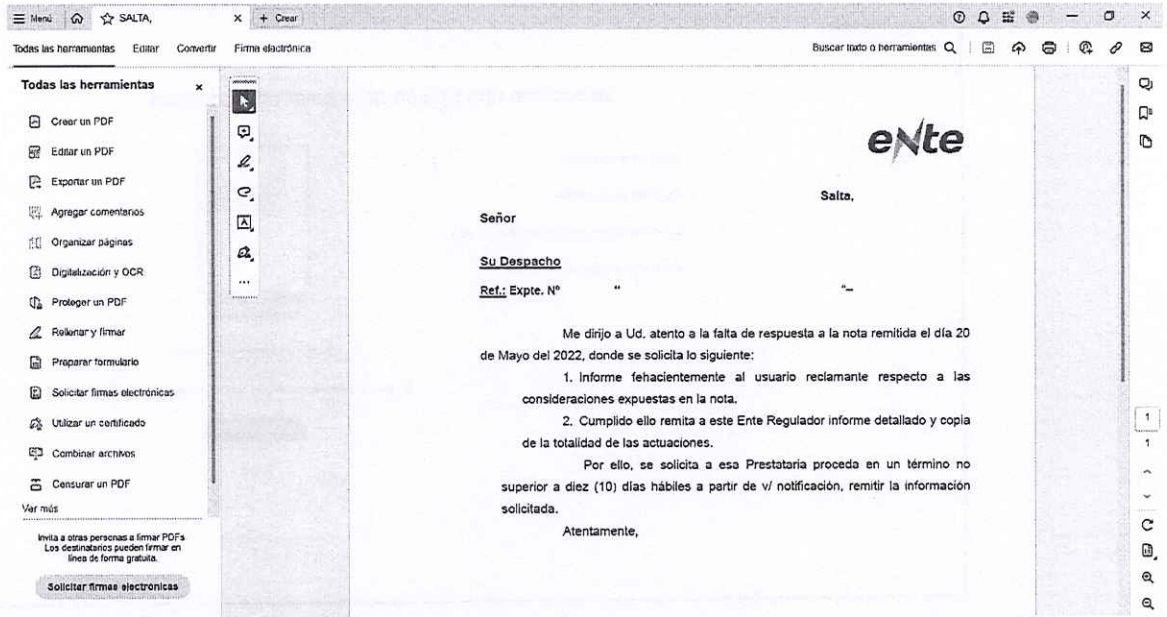 Menú SALTA, + Crear
Todas las herramientas Editar Convertir Firma electrónica Buscar texto o herramientas
Todas las herramientas
Crear un PDF
Editar un PDF
Exportar un PDF
Agregar comentarios
Organizar páginas
Digitalización y OCR
Proteger un PDF
Rellenar y firmar
Preparar formulario
Solicitar firmas electrónicas
Utilizar un certificado
Combinar archivos
Censurar un PDF
Ver más
Invita a otras personas a firmar PDFs
Los destinatarios pueden firmar en
línea de forma gratuita.
Solicitar firmas electrónicas
eNte
Salta,
Señor
Su Despacho
Ref.: Expte. Nº “ “–
Me dirijo a Ud. atento a la falta de respuesta a la nota remitida el día 20
de Mayo del 2022, donde se solicita lo siguiente:
1. Informe fehacientemente al usuario reclamante respecto a las
consideraciones expuestas en la nota.
2. Cumplido ello remita a este Ente Regulador informe detallado y copia
de la totalidad de las actuaciones.
Por ello, se solicita a esa Prestataria proceda en un término no
superior a diez (10) días hábiles a partir de v/ notificación, remitir la información
solicitada.
Atentamente,
1
1